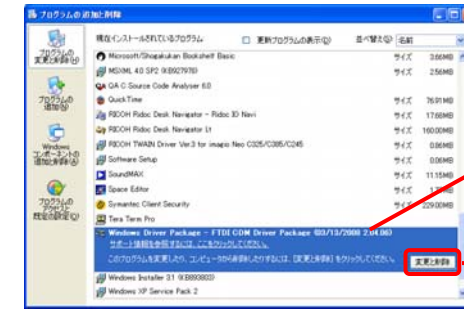 プログラムの追加と削除
現在インストールされているプログラム
更新プログラムの表示(D)
並べ替え(S):
名前
プログラムの
変更と削除(H)
プログラムの
追加(N)
Windows
コンポーネントの
追加と削除(A)
プログラムの
アクセスと
既定の設定(O)
Microsoft/Shogakukan Bookshelf Basic サイズ 3.66MB
MSXML 4.0 SP2 (KB927978) サイズ 2.56MB
QA C Source Code Analyser 6.0
QuickTime サイズ 76.91MB
RICOH Ridoc Desk Navigator - Ridoc IO Navi サイズ 17.66MB
RICOH Ridoc Desk Navigator Lt サイズ 160.00MB
RICOH TWAIN Driver Ver.3 for imagio Neo C325/C385/C245 サイズ 0.86MB
Software Setup サイズ 0.06MB
SoundMAX サイズ 11.15MB
Space Editor サイズ
Symantec Client Security サイズ 229.00MB
Tera Term Pro
Windows Driver Package - FTDI CDM Driver Package (03/13/2008 2.04.06)
サポート情報を参照するには、ここをクリックしてください。
このプログラムを変更したり、コンピュータから削除したりするには、[変更と削除] をクリックしてください。
変更と削除
Windows Installer 3.1 (KB893803)
Windows XP Service Pack 2